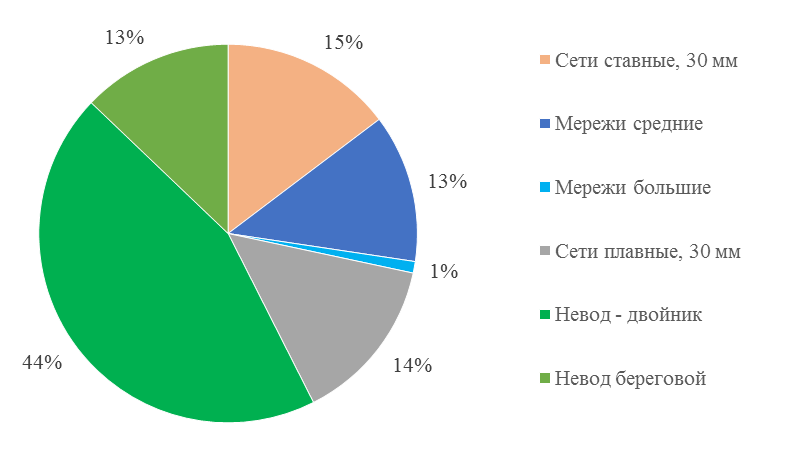 13%
15%
13%
1%
14%
44%
Сети ставные, 30 мм
Мережи средние
Мережи большие
Сети плавные, 30 мм
Невод - двойник
Невод береговой